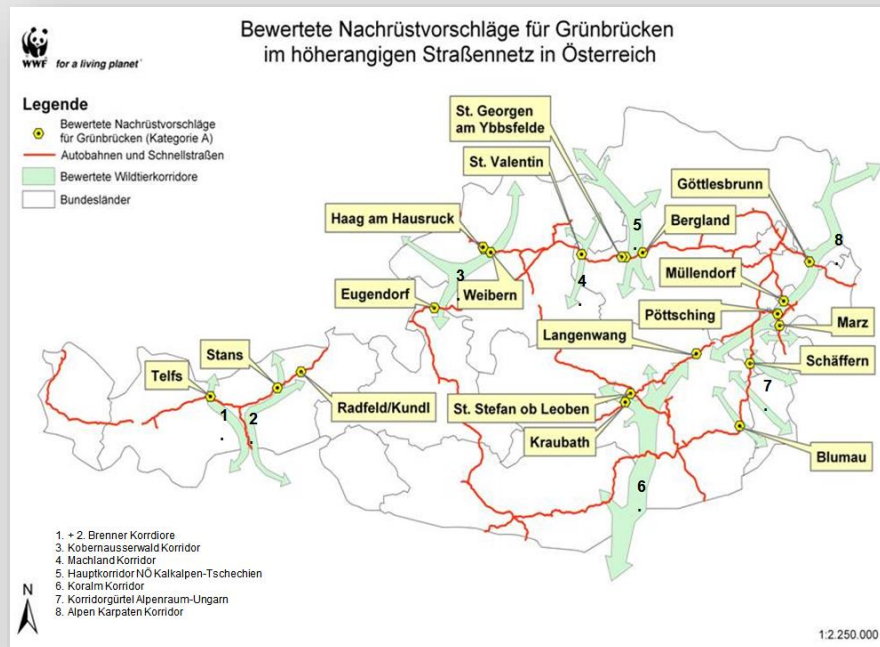 Bewertete Nachrüstvorschläge für Grünbrücken
im höherangigen Straßennetz in Österreich
WWF for a living planet®
Legende
Bewertete Nachrüstvorschläge
für Grünbrücken (Kategorie A)
Autobahnen und Schnellstraßen
Bewertete Wildtierkorridore
Bundesländer
St. Georgen
am Ybbsfelde
St. Valentin
Göttlesbrunn
Haag am Hausruck
5
Bergland
8
3
4
Müllendorf
Eugendorf
Weibern
Pöttsching
Marz
Langenwang
Stans
Schäffern
Telfs
7
Radfeld/Kundl
St. Stefan ob Leoben
1
2
Kraubath
Blumau
6
1. + 2. Brenner Korrdiore
3. Kobernausserwald Korridor
4. Machland Korridor
5. Hauptkorridor NÖ Kalkalpen-Tschechien
6. Koralm Korridor
7. Korridorgürtel Alpenraum-Ungarn
8. Alpen Karpaten Korridor
N
1:2.250.000